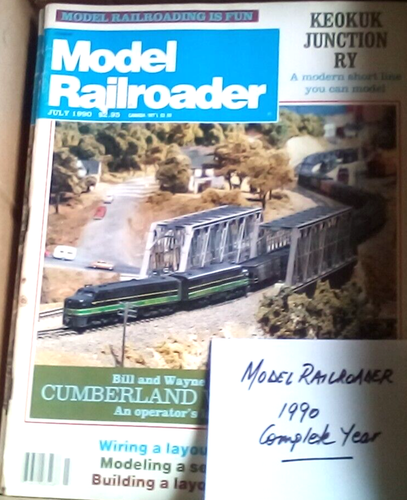 MODEL RAILROADING IS FUN
KEOKUK
JUNCTION
RY
A modern short line
you can model
Model
Railroader
JULY 1990 $2.95
Bill and Wayne
CUMBERLAND
An operator's
Wiring a layou
Modeling a se
Building a layo
MODEL RAILROADER
1990
Complete Year